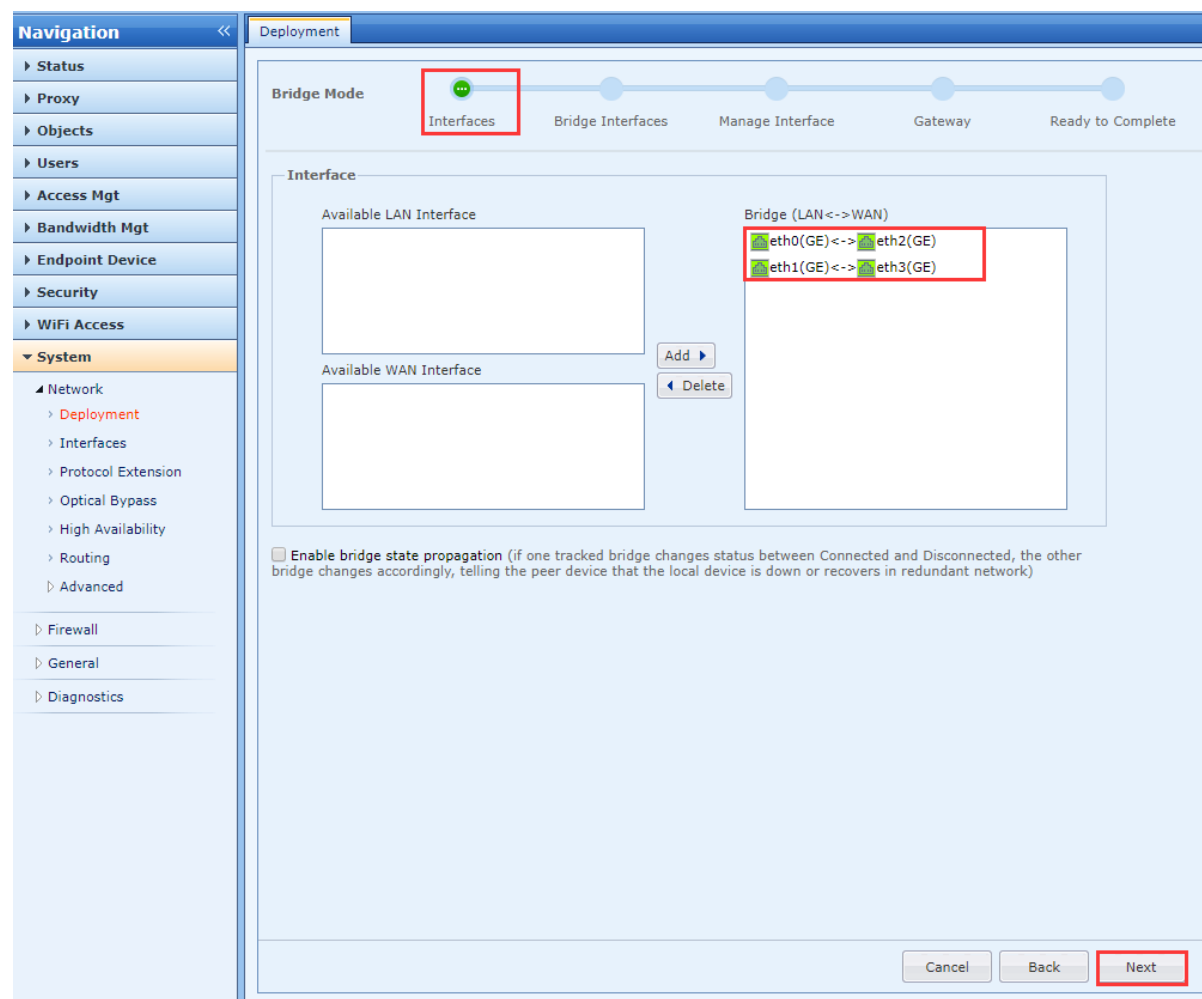 Navigation
Status
Proxy
Objects
Users
Access Mgt
Bandwidth Mgt
Endpoint Device
Security
WiFi Access
System
Network
Deployment
Interfaces
Protocol Extension
Optical Bypass
High Availability
Routing
Advanced
Firewall
General
Diagnostics
Deployment
Bridge Mode
Interfaces
Bridge Interfaces
Manage Interface
Gateway
Ready to Complete
Interface
Available LAN Interface
Available WAN Interface
Add
Delete
Bridge (LAN<->WAN)
eth0(GE)<->eth2(GE)
eth1(GE)<->eth3(GE)
Enable bridge state propagation (if one tracked bridge changes status between Connected and Disconnected, the other
bridge changes accordingly, telling the peer device that the local device is down or recovers in redundant network)
Cancel
Back
Next